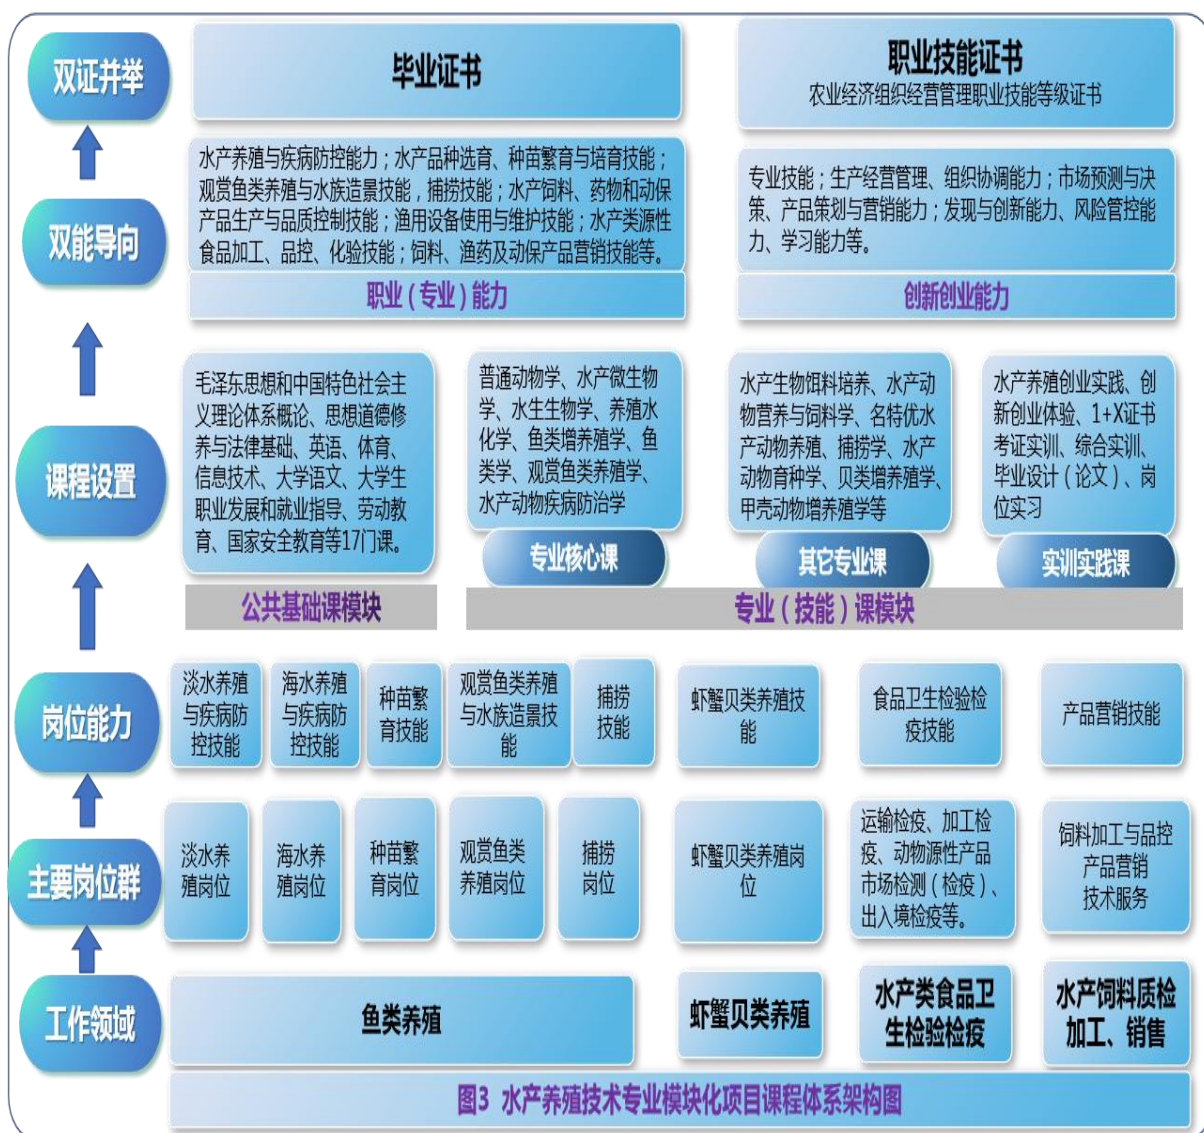 双证并举
毕业证书
职业技能证书
农业经济组织经营管理职业技能等级证书
双能导向
水产养殖与疾病防控能力；水产品种选育、种苗繁育与培育技能；
观赏鱼类养殖与水族造景技能，捕捞技能；水产饲料、药物和动保
产品生产与品质控制技能；渔用设备使用与维护技能；水产类源性
食品加工、品控、化验技能；饲料、渔药及动保产品营销技能等。
职业（专业）能力
专业技能；生产经营管理、组织协调能力；市场预测与决
策、产品策划与营销能力；发现与创新能力、风险管控能
力、学习能力等。
创新创业能力
课程设置
毛泽东思想和中国特色社会主
义理论体系概论、思想道德修
养与法律基础、英语、体育、
信息技术、大学语文、大学生
职业发展和就业指导、劳动教
育、国家安全教育等17门课。
公共基础课模块
普通动物学、水产微生物
学、水生生物学、养殖水
化学、鱼类增养殖学、鱼
类学、观赏鱼类养殖学、
水产动物疾病防治学
专业核心课
水产生物饵料培养、水产动
物营养与饲料学、名特优水
产动物养殖、捕捞学、水产
动物育种学、贝类增养殖学、
甲壳动物增养殖学等
其它专业课
水产养殖创业实践、创
新创业体验、1+X证书
考证实训、综合实训、
毕业设计（论文）、岗
位实习
实训实践课
专业（技能）课模块
岗位能力
淡水养殖
与疾病防
控技能
海水养殖
与疾病防
控技能
种苗繁
育技能
观赏鱼类养殖
与水族造景技
能
捕捞
技能
虾蟹贝类养殖技
能
食品卫生检验检
疫技能
产品营销技能
主要岗位群
淡水养
殖岗位
海水养
殖岗位
种苗繁
育岗位
观赏鱼类
养殖岗位
捕捞
岗位
虾蟹贝类养殖岗
位
运输检疫、加工检
疫、动物源性产品
市场检测（检疫）、
出入境检疫等。
饲料加工与品控
产品营销
技术服务
工作领域
鱼类养殖
虾蟹贝类养殖
水产类食品卫
生检验检疫
水产饲料质检
加工、销售
图3 水产养殖技术专业模块化项目课程体系架构图